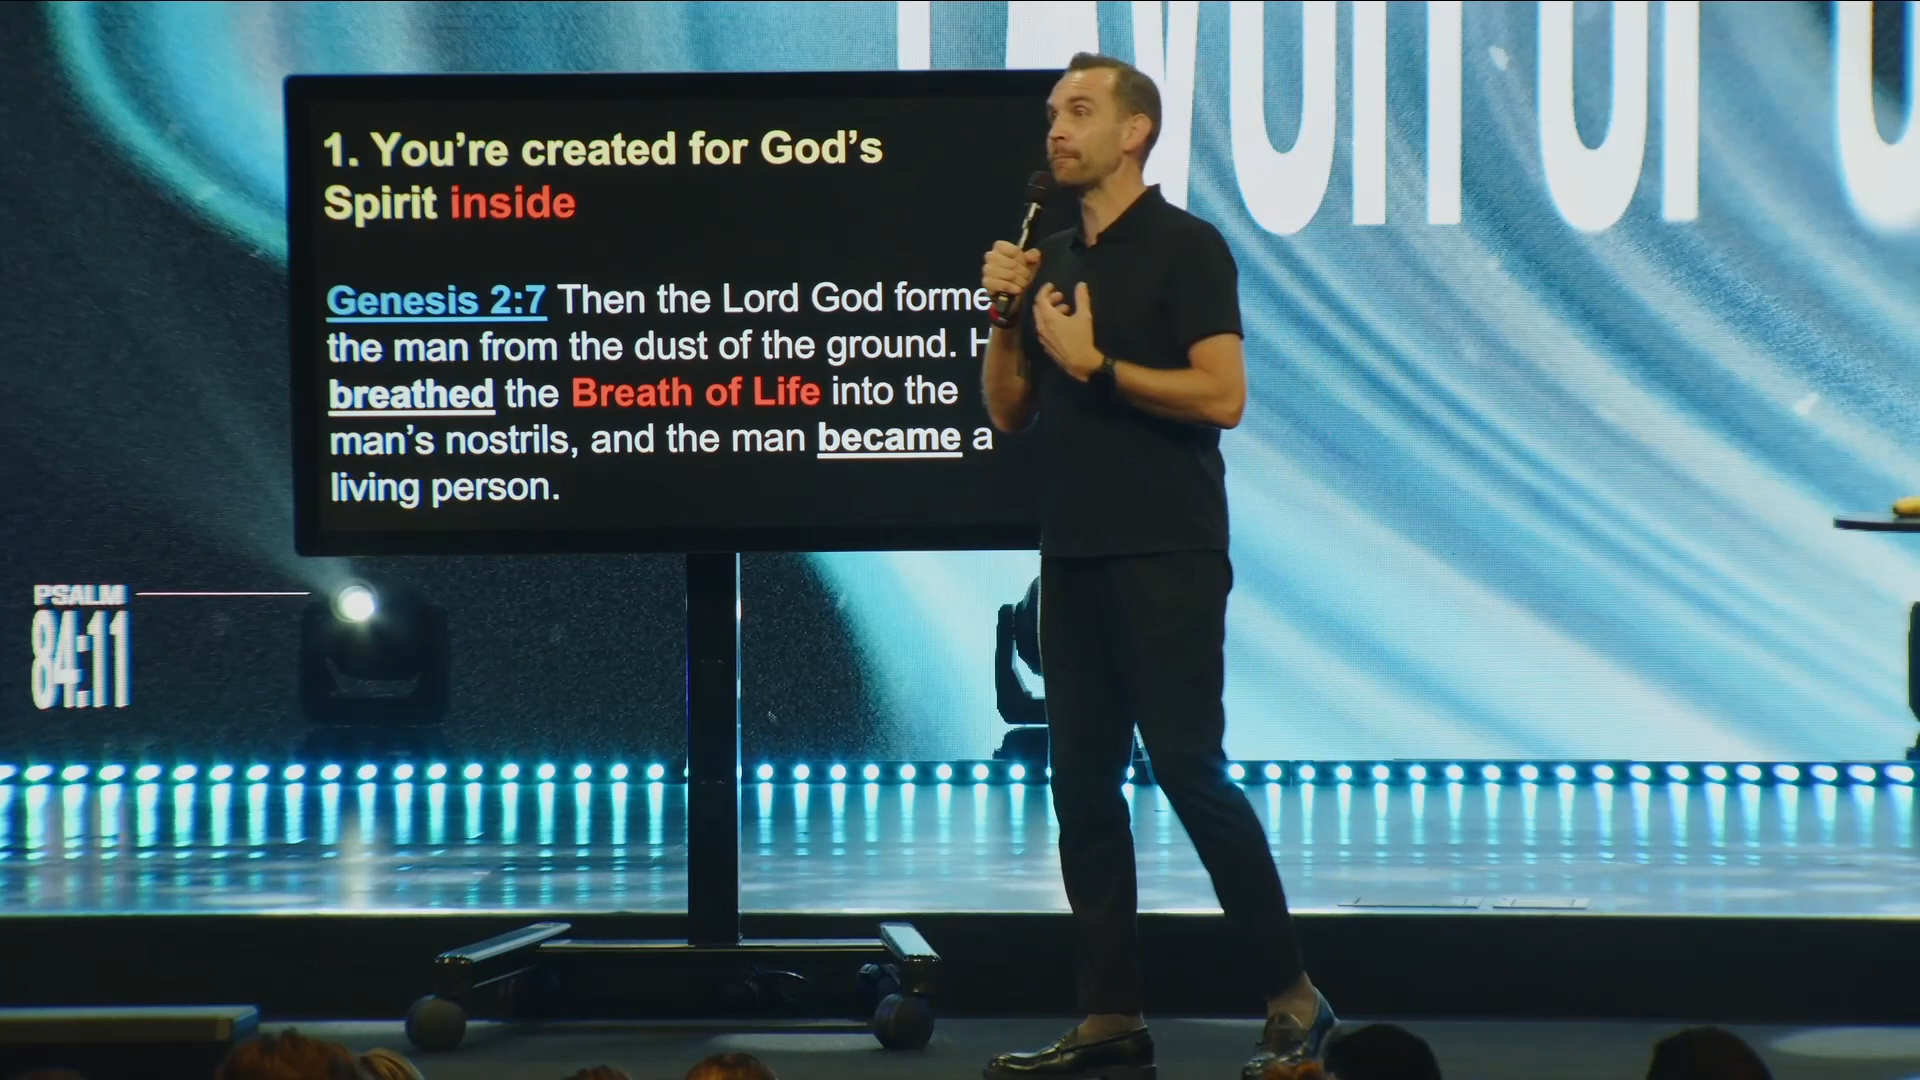 1. You’re created for God’s
Spirit inside
Genesis 2:7 Then the Lord God
the man from the dust of the ground.
breathed the Breath of Life into the
man’s nostrils, and the man became a
living person.
PSALM
84:11